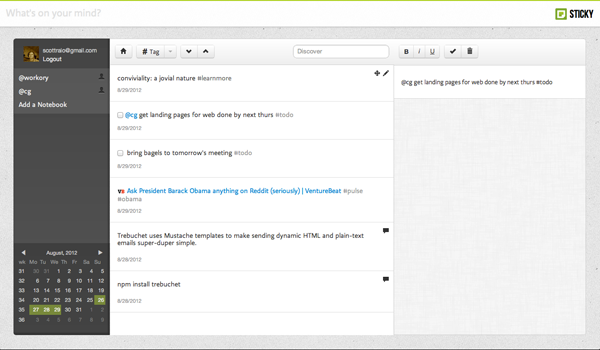 What's on your mind?
STICKY
scottraio@gmail.com
Logout
# Tag
Discover
B I U
@workory
@cg
Add a Notebook
conviviality: a jovial nature #learnmore
8/29/2012
@cg get landing pages for web done by next thurs #todo
8/29/2012
bring bagels to tomorrow's meeting #todo
8/29/2012
VB Ask President Barack Obama anything on Reddit (seriously) | VentureBeat #pulse
#obama
8/29/2012
Trebuchet uses Mustache templates to make sending dynamic HTML and plain-text
emails super-duper simple.
8/28/2012
npm install trebuchet
8/29/2012
@cg get landing pages for web done by next thurs #todo
August, 2012
wk Mo Tu We Th Fr Sa Su
31 30 31 1 2 3 4 5
32 6 7 8 9 10 11 12
33 13 14 15 16 17 18 19
34 20 21 22 23 24 25 26
35 27 28 29 30 31 1 2
36 3 4 5 6 7 8 9